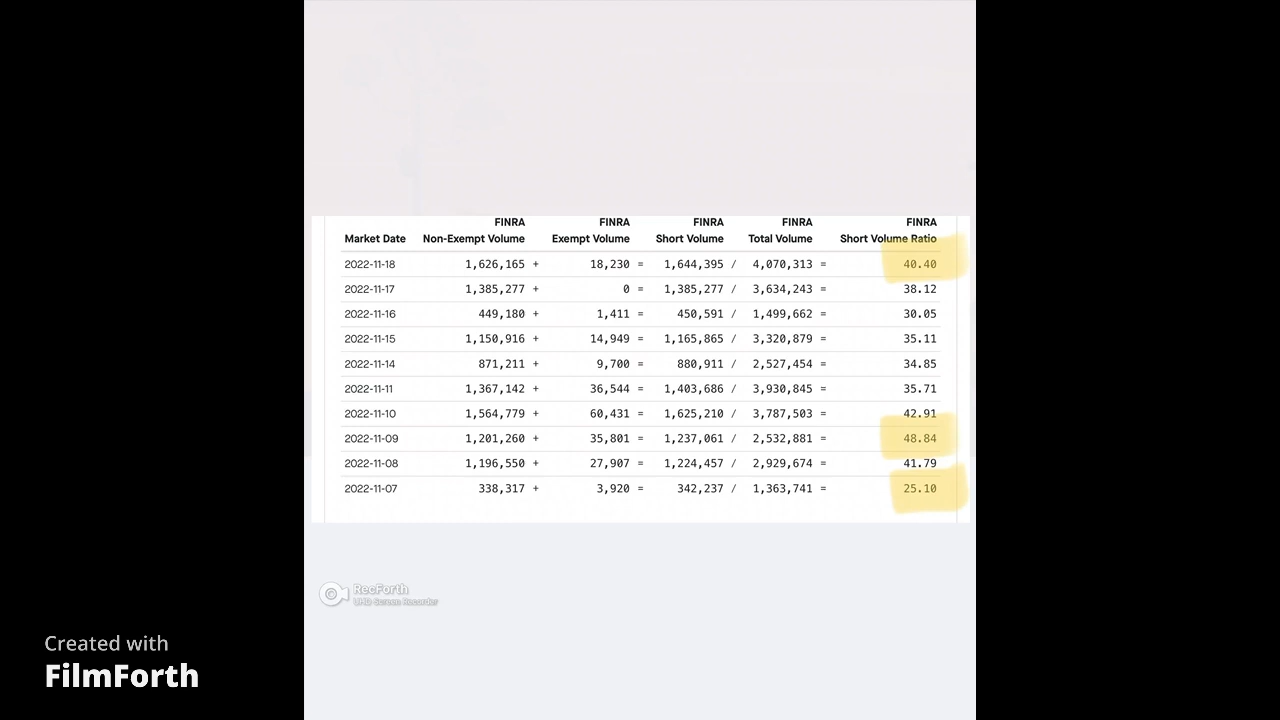 FINRA FINRA FINRA FINRA FINRA
Market Date Non-Exempt Volume Exempt Volume Short Volume Total Volume Short Volume Ratio
2022-11-18 1,626,165 + 18,230 = 1,644,395 / 4,070,313 = 40.40
2022-11-17 1,385,277 + 0 = 1,385,277 / 3,634,243 = 38.12
2022-11-16 449,180 + 1,411 = 450,591 / 1,499,662 = 30.05
2022-11-15 1,150,916 + 14,949 = 1,165,865 / 3,320,879 = 35.11
2022-11-14 871,211 + 9,700 = 880,911 / 2,527,454 = 34.85
2022-11-11 1,367,142 + 36,544 = 1,403,686 / 3,930,845 = 35.71
2022-11-10 1,564,779 + 60,431 = 1,625,210 / 3,787,503 = 42.91
2022-11-09 1,201,260 + 35,801 = 1,237,061 / 2,532,881 = 48.84
2022-11-08 1,196,550 + 27,907 = 1,224,457 / 2,929,674 = 41.79
2022-11-07 338,317 + 3,920 = 342,237 / 1,363,741 = 25.10
RecForth
UHD Screen Recorder
Created with
FilmForth